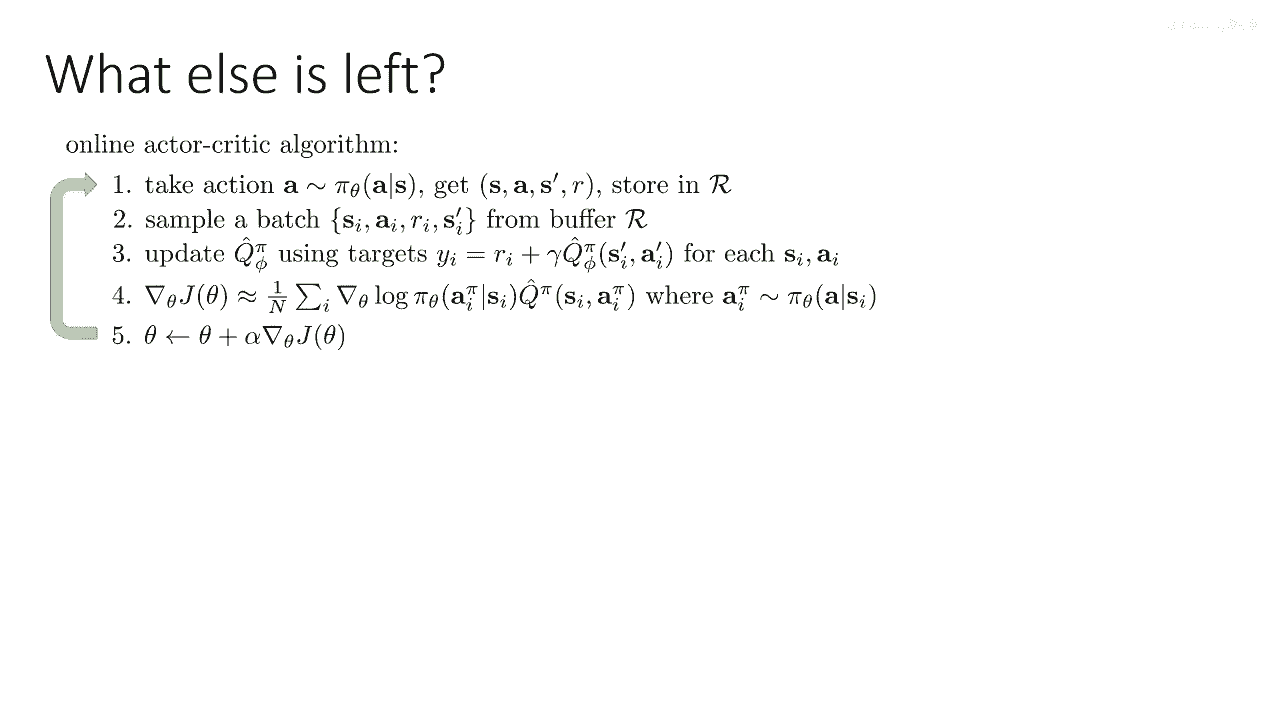 What else is left?
online actor-critic algorithm:
1. take action $\mathbf{a} \sim \pi_\theta(\mathbf{a}|\mathbf{s})$, get $(\mathbf{s}, \mathbf{a}, \mathbf{s}', r)$, store in $\mathcal{R}$
2. sample a batch $\{\mathbf{s}_i, \mathbf{a}_i, r_i, \mathbf{s}'_i\}$ from buffer $\mathcal{R}$
3. update $\hat{Q}^\pi_\phi$ using targets $y_i = r_i + \gamma \hat{Q}^\pi_\phi(\mathbf{s}'_i, \mathbf{a}'_i)$ for each $\mathbf{s}_i, \mathbf{a}_i$
4. $\nabla_\theta J(\theta) \approx \frac{1}{N} \sum_i \nabla_\theta \log \pi_\theta(\mathbf{a}^\pi_i|\mathbf{s}_i) \hat{Q}^\pi(\mathbf{s}_i, \mathbf{a}^\pi_i)$ where $\mathbf{a}^\pi_i \sim \pi_\theta(\mathbf{a}|\mathbf{s}_i)$
5. $\theta \leftarrow \theta + \alpha \nabla_\theta J(\theta)$